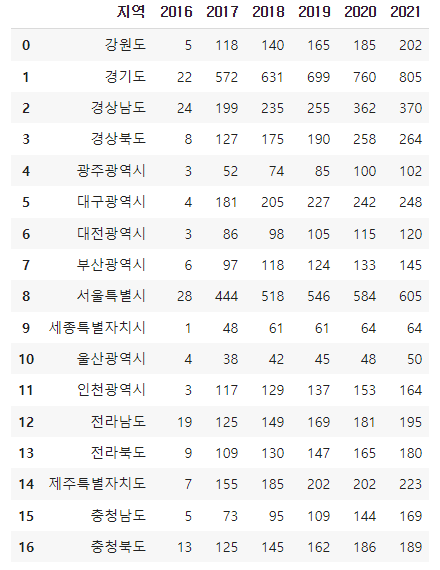 지역 2016 2017 2018 2019 2020 2021
0 강원도 5 118 140 165 185 202
1 경기도 22 572 631 699 760 805
2 경상남도 24 199 235 255 362 370
3 경상북도 8 127 175 190 258 264
4 광주광역시 3 52 74 85 100 102
5 대구광역시 4 181 205 227 242 248
6 대전광역시 3 86 98 105 115 120
7 부산광역시 6 97 118 124 133 145
8 서울특별시 28 444 518 546 584 605
9 세종특별자치시 1 48 61 61 64 64
10 울산광역시 4 38 42 45 48 50
11 인천광역시 3 117 129 137 153 164
12 전라남도 19 125 149 169 181 195
13 전라북도 9 109 130 147 165 180
14 제주특별자치도 7 155 185 202 202 223
15 충청남도 5 73 95 109 144 169
16 충청북도 13 125 145 162 186 189